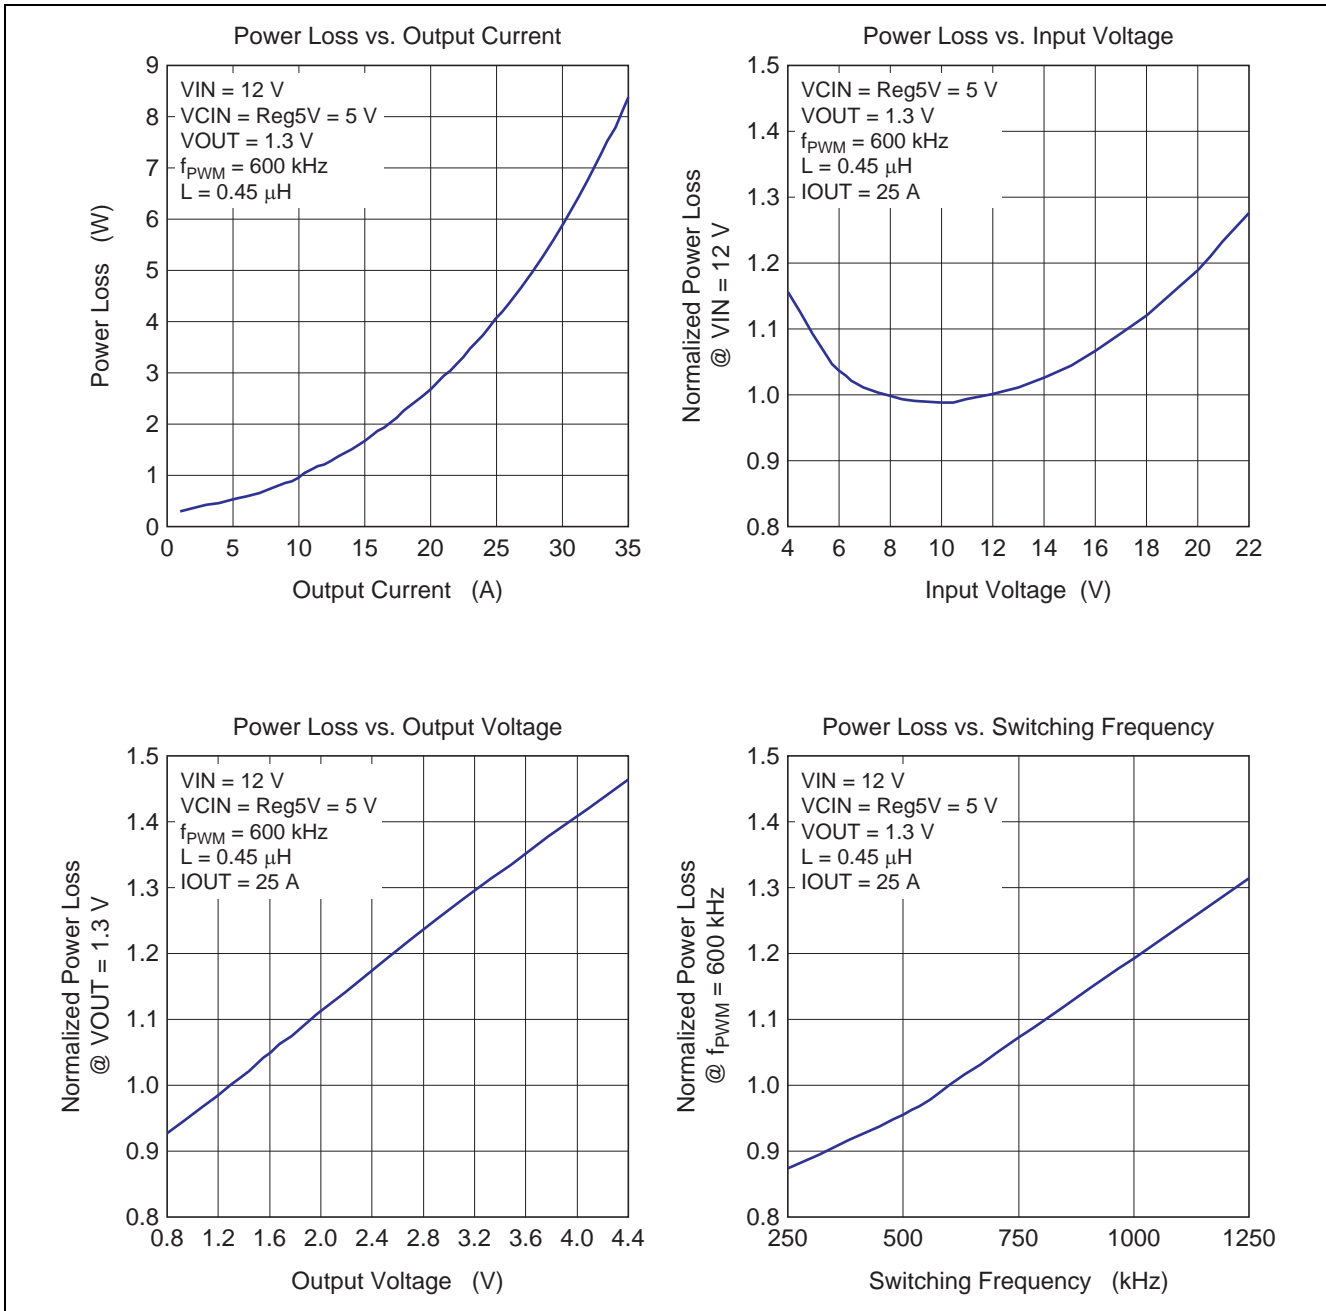 Power Loss vs. Output Current
9
8
7
6
5
4
3
2
1
0
VIN = 12 V
VCIN = Reg5V = 5 V
VOUT = 1.3 V
fPWM = 600 kHz
L = 0.45 μH
Power Loss (W)
0 5 10 15 20 25 30 35
Output Current (A)
Power Loss vs. Input Voltage
1.5
1.4
1.3
1.2
1.1
1.0
0.9
0.8
VCIN = Reg5V = 5 V
VOUT = 1.3 V
fPWM = 600 kHz
L = 0.45 μH
IOUT = 25 A
Normalized Power Loss
@ VIN = 12 V
4 6 8 10 12 14 16 18 20 22
Input Voltage (V)
Power Loss vs. Output Voltage
1.5
1.4
1.3
1.2
1.1
1.0
0.9
0.8
VIN = 12 V
VCIN = Reg5V = 5 V
fPWM = 600 kHz
L = 0.45 μH
IOUT = 25 A
Normalized Power Loss
@ VOUT = 1.3 V
0.8 1.2 1.6 2.0 2.4 2.8 3.2 3.6 4.0 4.4
Output Voltage (V)
Power Loss vs. Switching Frequency
1.5
1.4
1.3
1.2
1.1
1.0
0.9
0.8
VIN = 12 V
VCIN = Reg5V = 5 V
VOUT = 1.3 V
L = 0.45 μH
IOUT = 25 A
Normalized Power Loss
@ fPWM = 600 kHz
250 500 750 1000 1250
Switching Frequency (kHz)